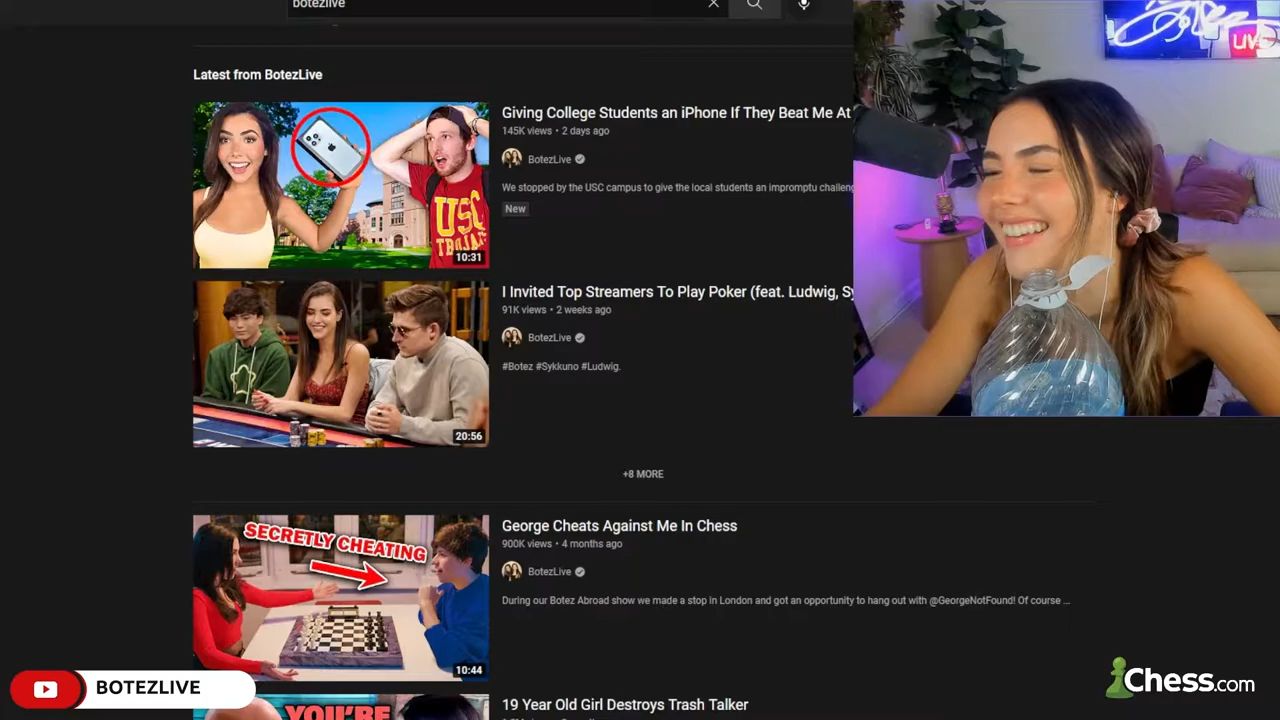 botezlive
LIVE
Latest from BotezLive
Giving College Students an iPhone If They Beat Me At
145K views • 2 days ago
BotezLive
We stopped by the USC campus to give the local students an impromptu challeng
New
USC
TROJANS
10:31
I Invited Top Streamers To Play Poker (feat. Ludwig, Sy
91K views • 2 weeks ago
BotezLive
#Botez #Sykkuno #Ludwig.
20:56
+8 MORE
George Cheats Against Me In Chess
900K views • 4 months ago
BotezLive
During our Botez Abroad show we made a stop in London and got an opportunity to hang out with @GeorgeNotFound! Of course ...
SECRETLY CHEATING
10:44
19 Year Old Girl Destroys Trash Talker
YOU'RE
BOTEZLIVE
Chess.com